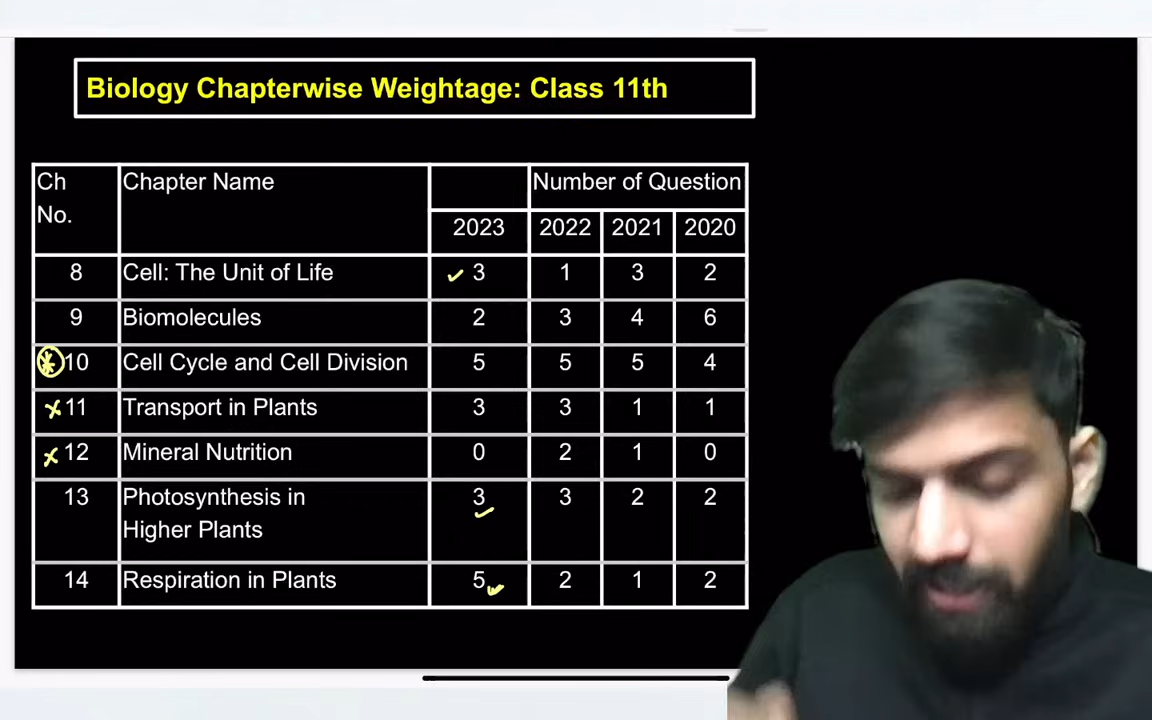 Biology Chapterwise Weightage: Class 11th
Ch No. Chapter Name Number of Question
2023 2022 2021 2020
8 Cell: The Unit of Life 3 1 3 2
9 Biomolecules 2 3 4 6
10 Cell Cycle and Cell Division 5 5 5 4
11 Transport in Plants 3 3 1 1
12 Mineral Nutrition 0 2 1 0
13 Photosynthesis in 3 3 2 2
Higher Plants
14 Respiration in Plants 5 2 1 2